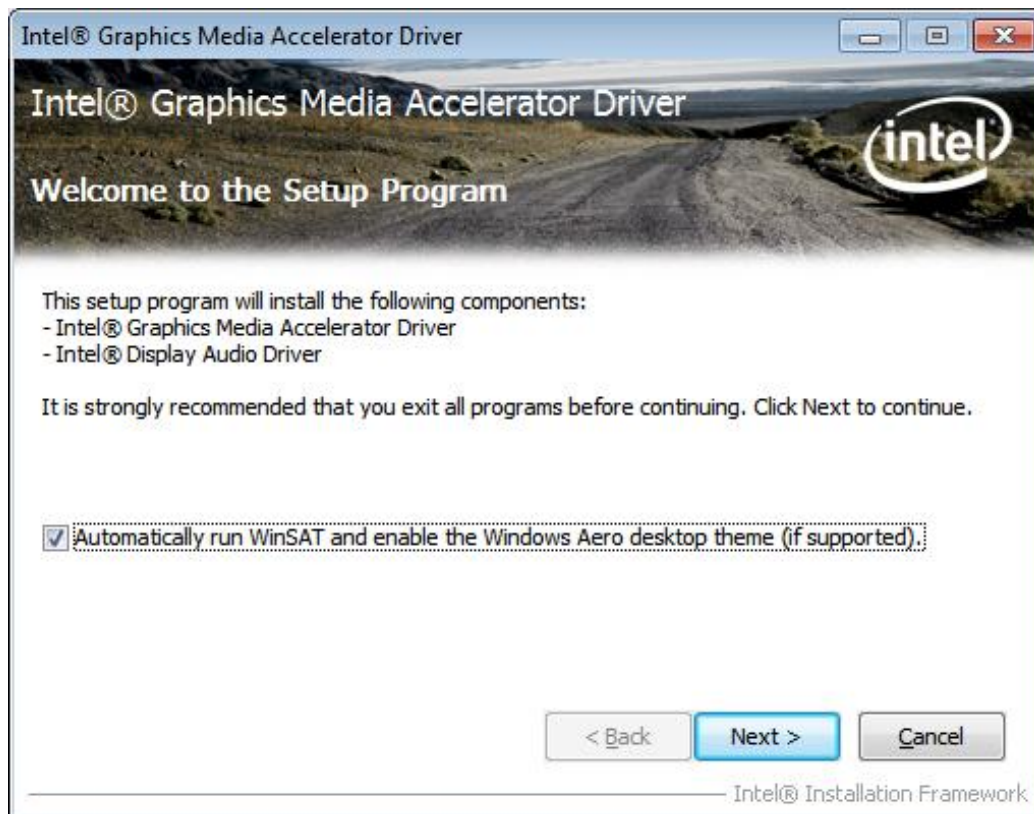 Intel® Graphics Media Accelerator Driver
Intel® Graphics Media Accelerator Driver
intel
Welcome to the Setup Program
This setup program will install the following components:
- Intel® Graphics Media Accelerator Driver
- Intel® Display Audio Driver
It is strongly recommended that you exit all programs before continuing. Click Next to continue.
Automatically run WinSAT and enable the Windows Aero desktop theme (if supported).
< Back Next > Cancel
Intel® Installation Framework